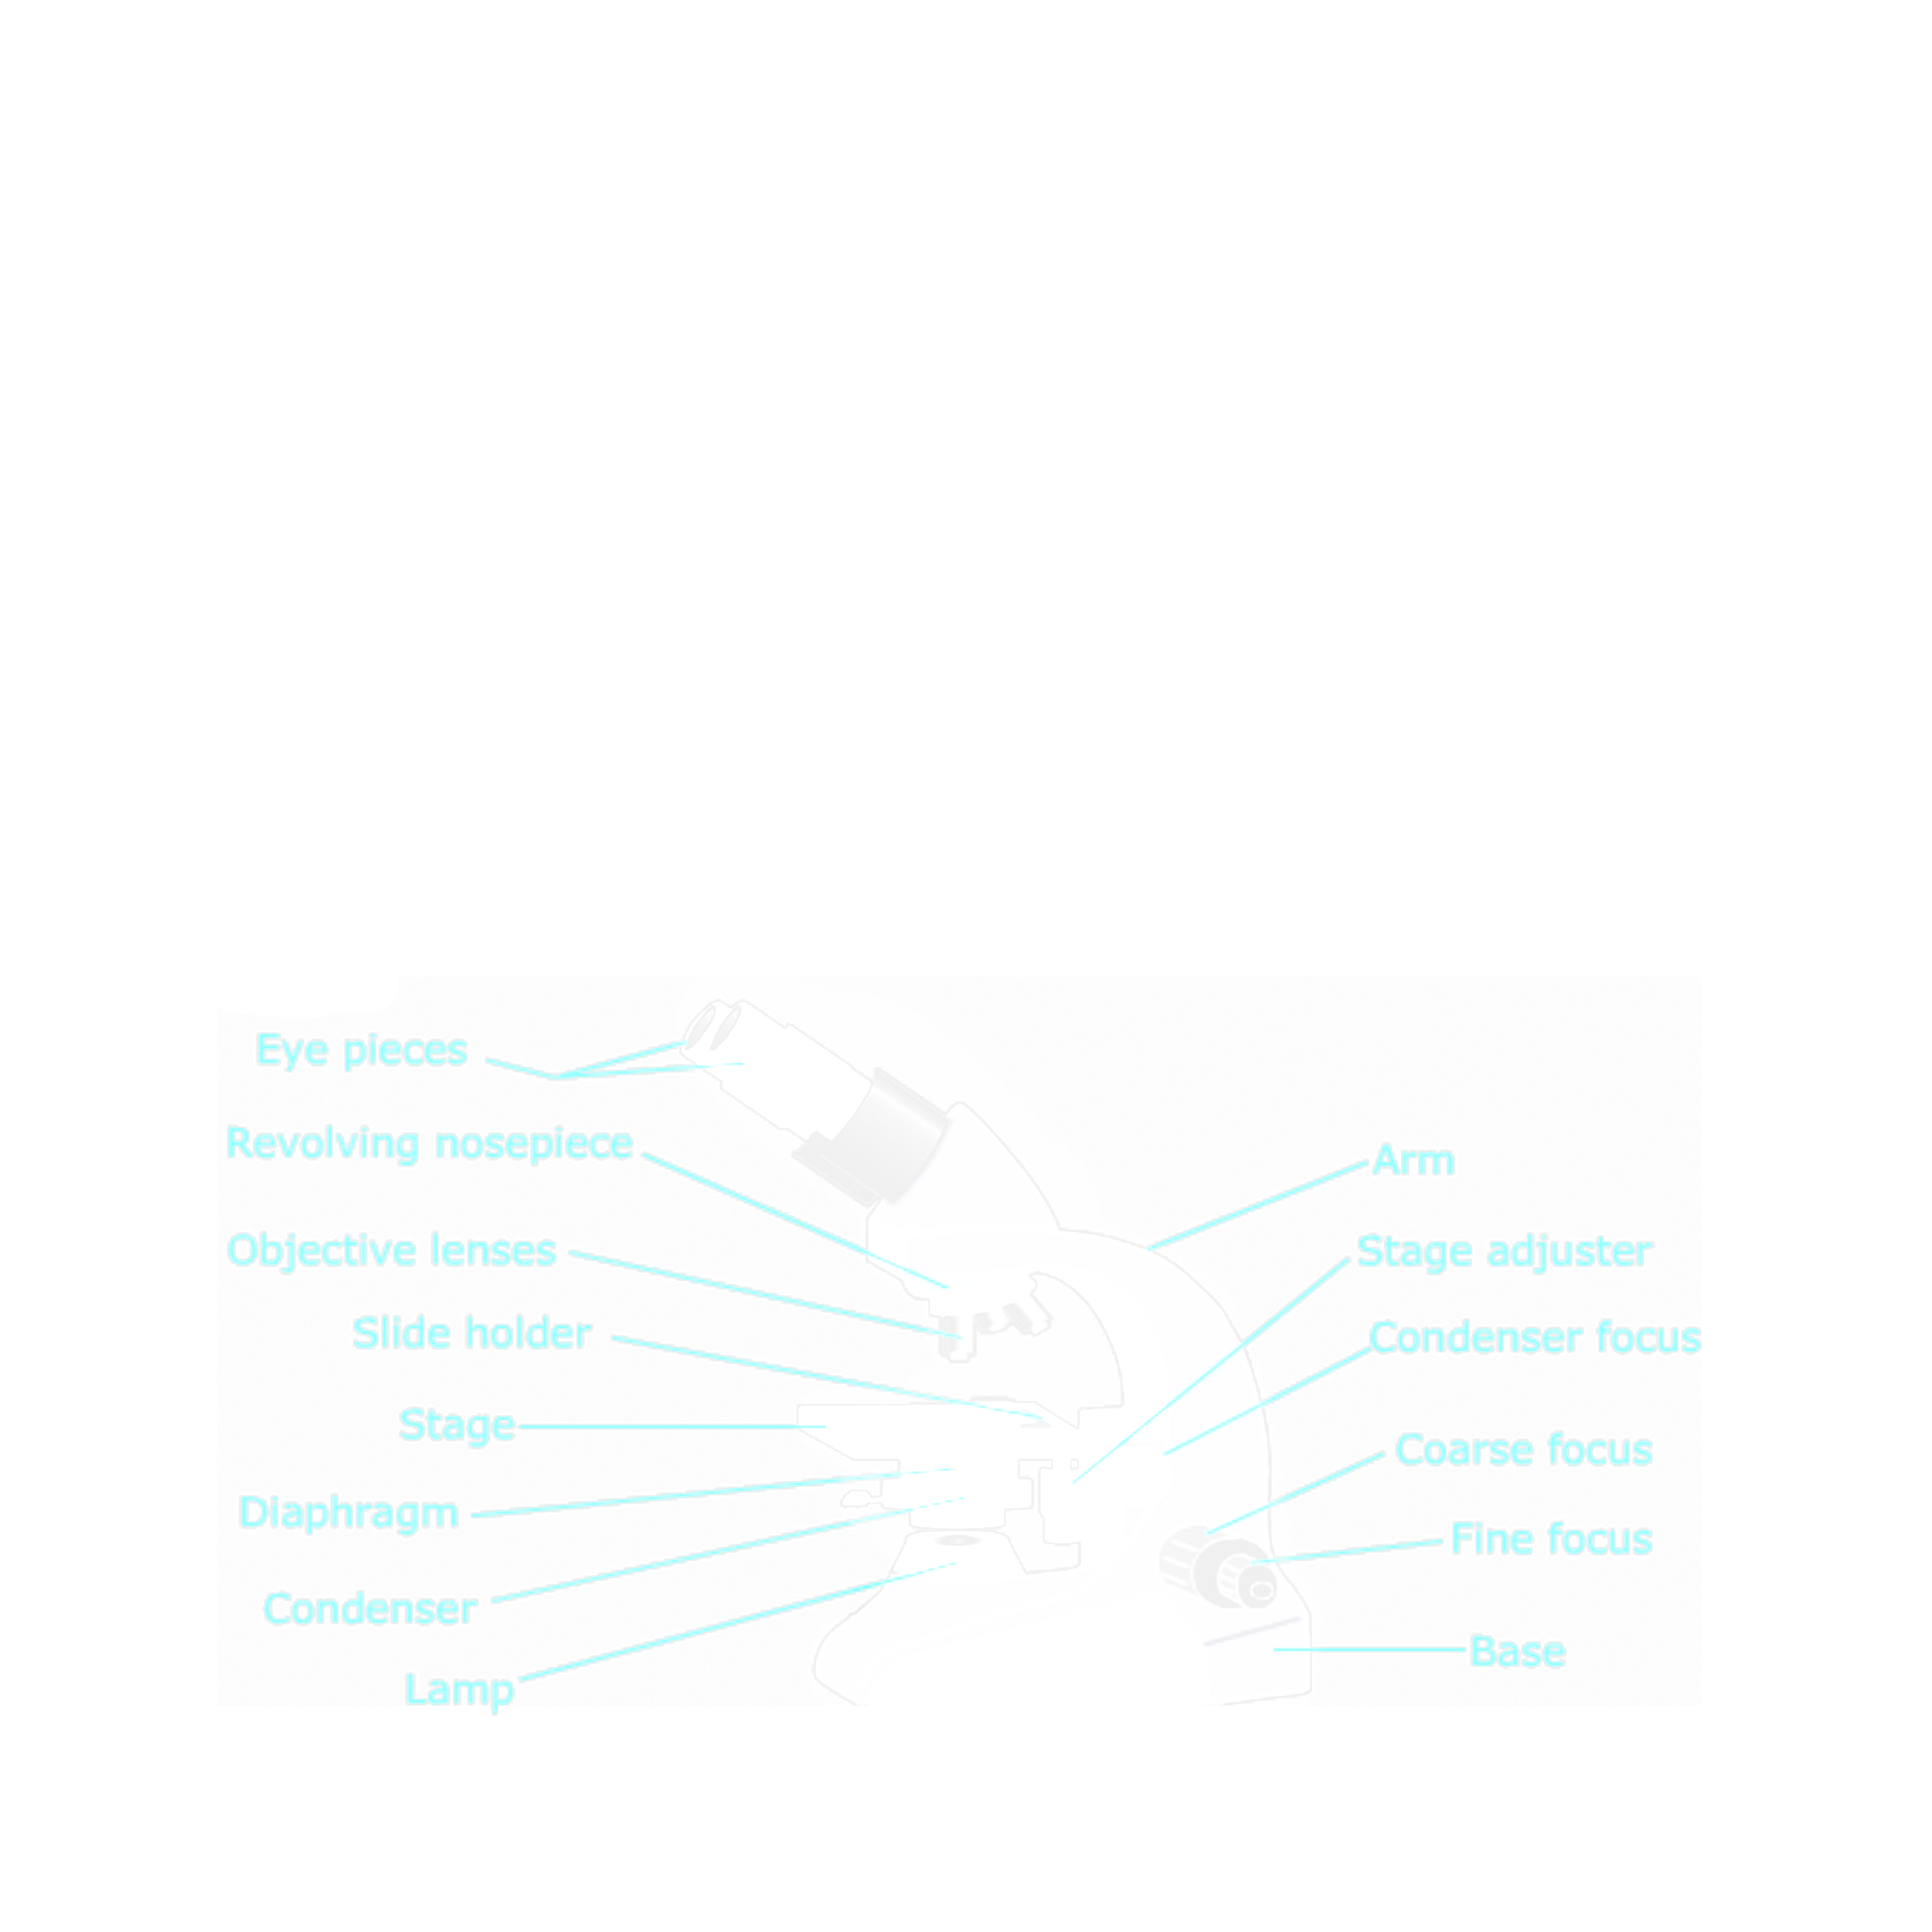 Eye pieces
Revolving nosepiece
Objective lenses
Slide holder
Stage
Diaphragm
Condenser
Lamp
Arm
Stage adjuster
Condenser focus
Coarse focus
Fine focus
Base